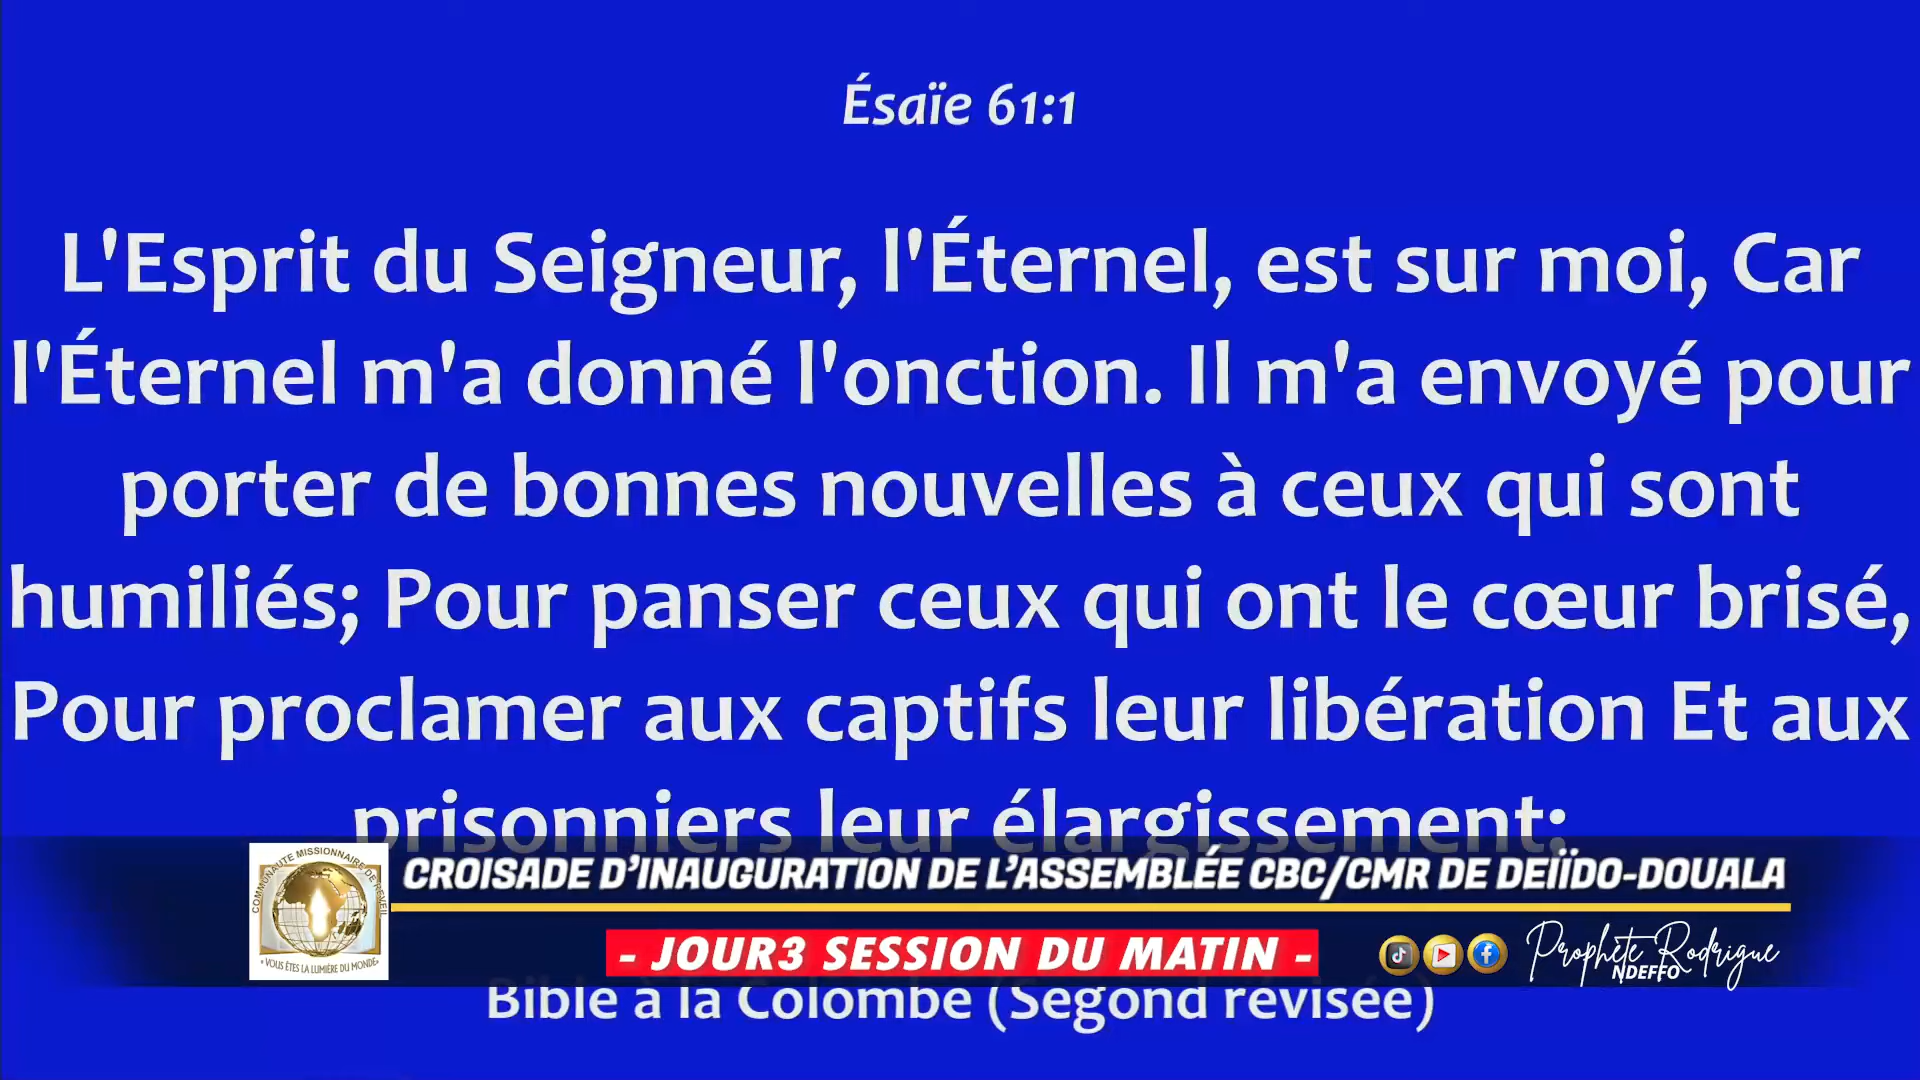 Ésaïe 61:1
L'Esprit du Seigneur, l'Éternel, est sur moi, Car
l'Éternel m'a donné l'onction. Il m'a envoyé pour
porter de bonnes nouvelles à ceux qui sont
humiliés; Pour panser ceux qui ont le cœur brisé,
Pour proclamer aux captifs leur libération Et aux
prisonniers leur élargissement;
COMMUNAUTE MISSIONNAIRE DE REVEIL
« VOUS ÊTES LA LUMIÈRE DU MONDE»
CROISADE D'INAUGURATION DE L'ASSEMBLÉE CBC/CMR DE DEIÏDO-DOUALA
- JOUR3 SESSION DU MATIN -
Prophète Rodrigue
NDEFFO
Bible à la Colombe (Segond révisée)